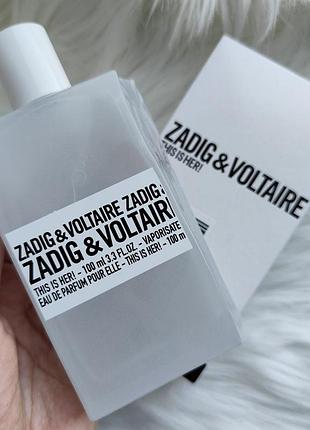 ZADIG & VOLTAIRE
THIS IS HER!
ZADIG&VOLTAIRE ZADIG &
ZADIG & VOLTAIRE
THIS IS HER! – 100 ml 3,3 FL.OZ. – VAPORISATE
EAU DE PARFUM POUR ELLE – THIS IS HER! – 100 m